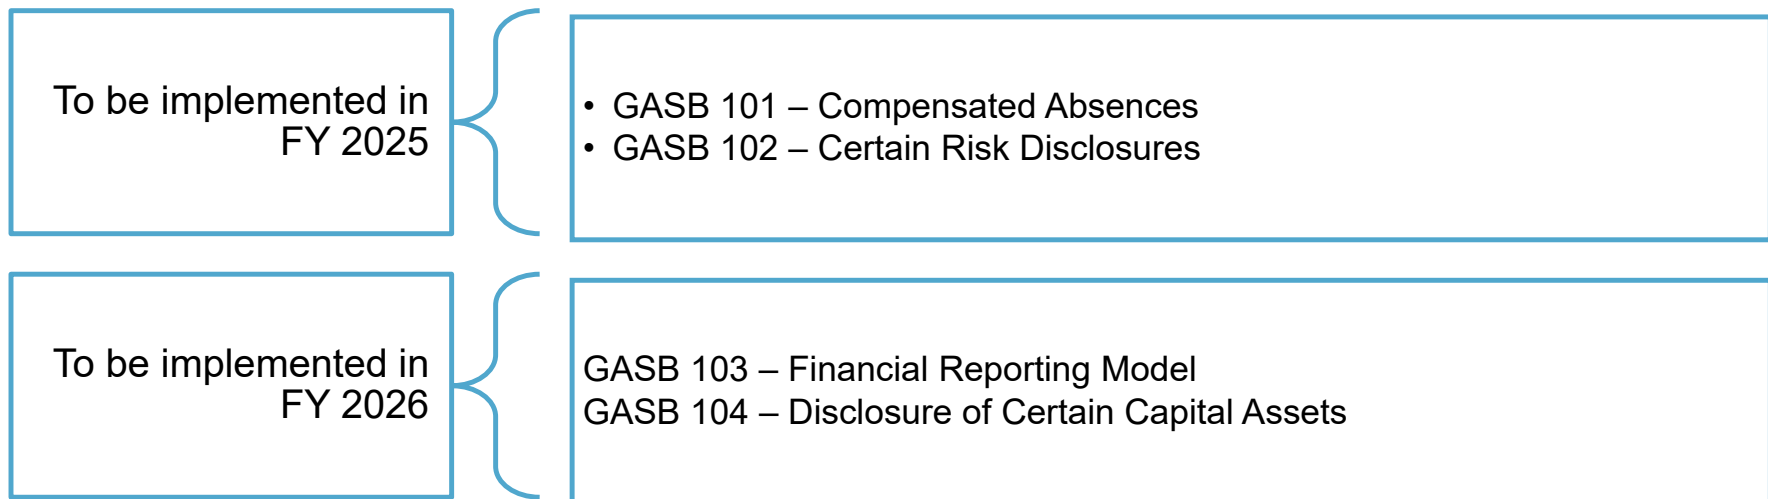 To be implemented in
FY 2025
• GASB 101 – Compensated Absences
• GASB 102 – Certain Risk Disclosures
To be implemented in
FY 2026
GASB 103 – Financial Reporting Model
GASB 104 – Disclosure of Certain Capital Assets